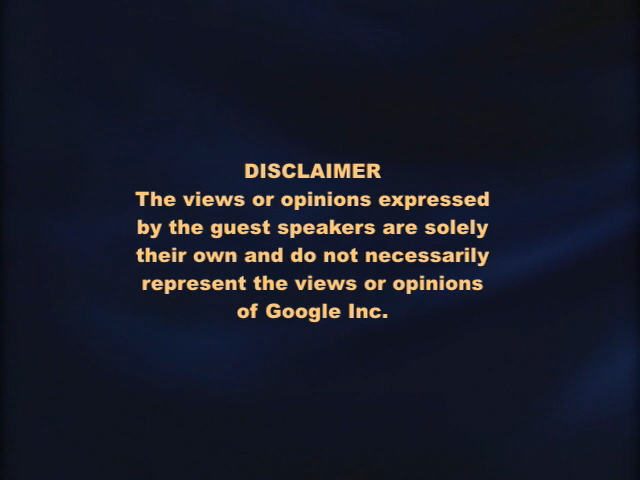 DISCLAIMER
The views or opinions expressed
by the guest speakers are solely
their own and do not necessarily
represent the views or opinions
of Google Inc.